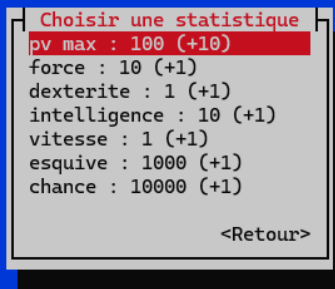 Choisir une statistique
pv max : 100 (+10)
force : 10 (+1)
dexterite : 1 (+1)
intelligence : 10 (+1)
vitesse : 1 (+1)
esquive : 1000 (+1)
chance : 10000 (+1)
<Retour>